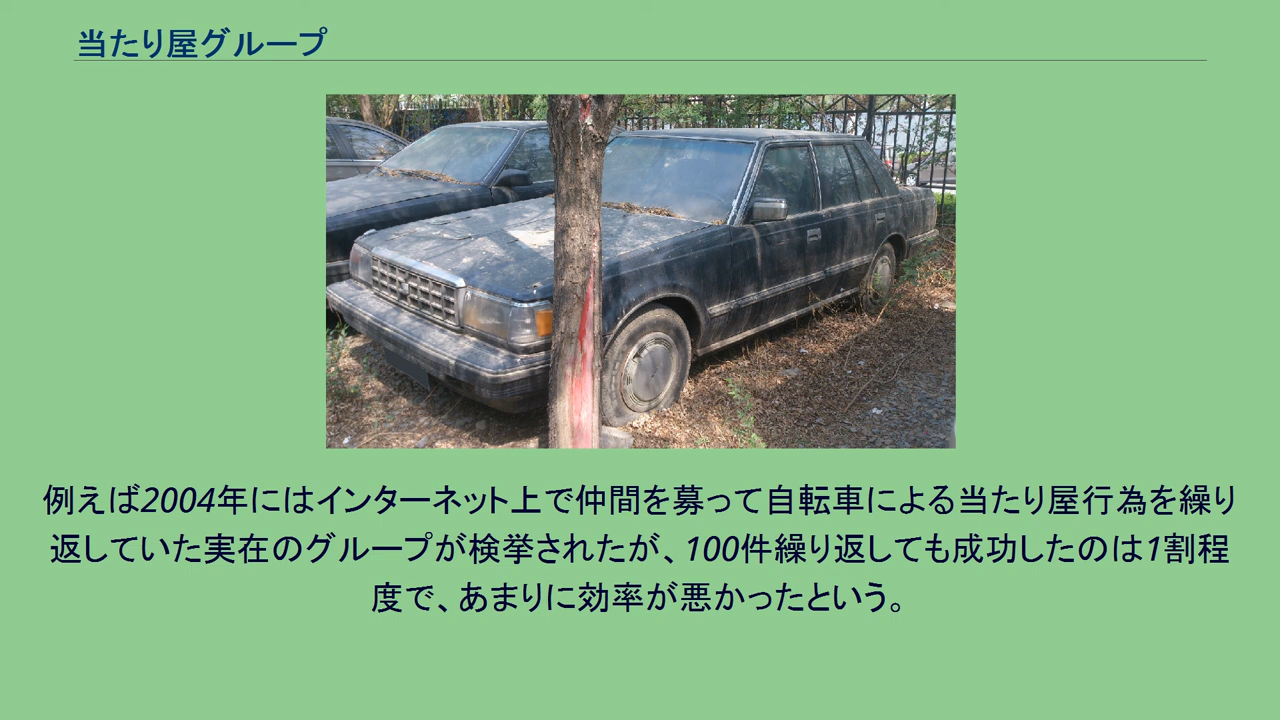 当たり屋グループ
例えば2004年にはインターネット上で仲間を募って自転車による当たり屋行為を繰り
返していた実在のグループが検挙されたが、100件繰り返しても成功したのは1割程
度で、あまりに効率が悪かったという。